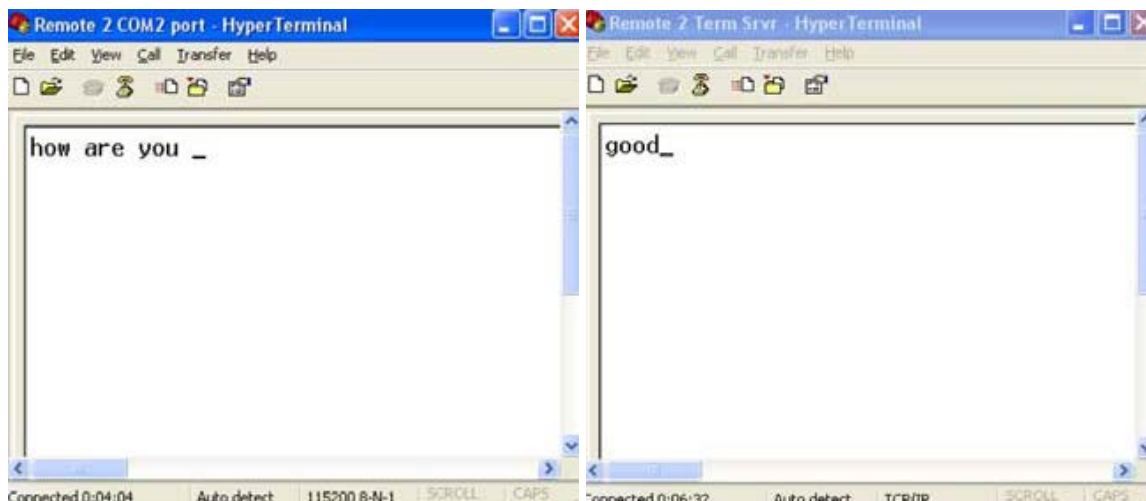 Remote 2 COM2 port - HyperTerminal
File Edit View Call Transfer Help
how are you _
Connected 0:04:04 Auto detect 115200 8-N-1 SCROLL CAPS
Remote 2 Term Srvr - HyperTerminal
File Edit View Call Transfer Help
good_
Connected 0:06:32 Auto detect TCP/IP SCROLL CAPS